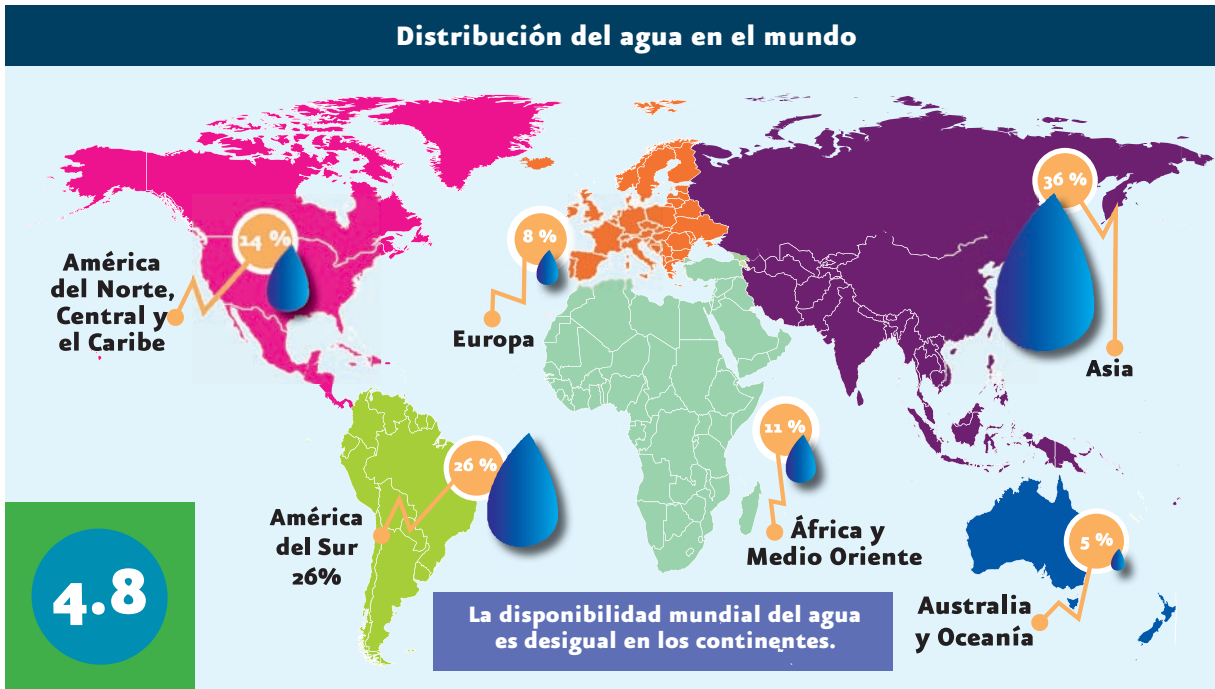 Distribución del agua en el mundo
36 %
14 %
8 %
América
del Norte,
Central y
el Caribe
Europa
Asia
11 %
26 %
América
del Sur
26%
África y
Medio Oriente
5 %
Australia
y Oceanía
4.8
La disponibilidad mundial del agua
es desigual en los continentes.